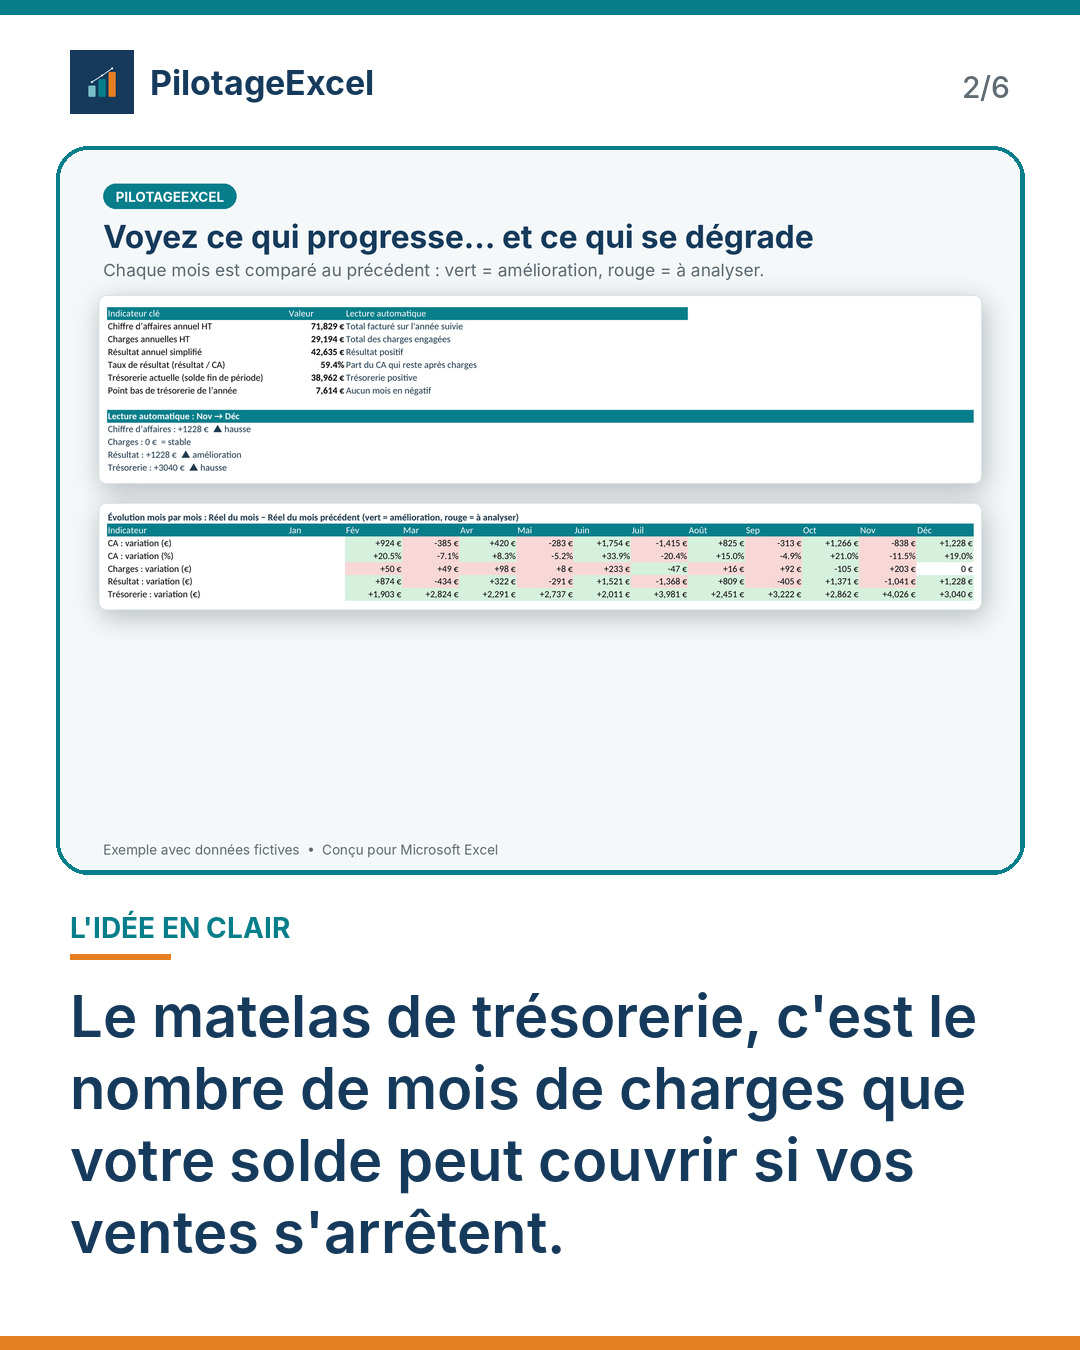 PilotageExcel
2/6
PILOTAGEEXCEL
Voyez ce qui progresse… et ce qui se dégrade
Chaque mois est comparé au précédent : vert = amélioration, rouge = à analyser.
Indicateur clé Valeur Lecture automatique
Chiffre d'affaires annuel HT 71,829 € Total facturé sur l'année suivie
Charges annuelles HT 29,194 € Total des charges engagées
Résultat annuel simplifié 42,635 € Résultat positif
Taux de résultat (résultat / CA) 59.4% Part du CA qui reste après charges
Trésorerie actuelle (solde fin de période) 38,962 € Trésorerie positive
Point bas de trésorerie de l'année 7,614 € Aucun mois en négatif
Lecture automatique : Nov → Déc
Chiffre d'affaires : +1228 € ▲ hausse
Charges : 0 € = stable
Résultat : +1228 € ▲ amélioration
Trésorerie : +3040 € ▲ hausse
Évolution mois par mois : Réel du mois − Réel du mois précédent (vert = amélioration, rouge = à analyser)
Indicateur Jan Fév Mar Avr Mai Juin Juil Août Sep Oct Nov Déc
CA : variation (€) +924 € -385 € +420 € -283 € +1,754 € -1,415 € +825 € -313 € +1,266 € -838 € +1,228 €
CA : variation (%) +20.5% -7.1% +8.3% -5.2% +33.9% -20.4% +15.0% -4.9% +21.0% -11.5% +19.0%
Charges : variation (€) +50 € +49 € +98 € +8 € +233 € -47 € +16 € +92 € -105 € +203 € 0 €
Résultat : variation (€) +874 € -434 € +322 € -291 € +1,521 € -1,368 € +809 € -405 € +1,371 € -1,041 € +1,228 €
Trésorerie : variation (€) +1,903 € +2,824 € +2,291 € +2,737 € +2,011 € +3,981 € +2,451 € +3,222 € +2,862 € +4,026 € +3,040 €
Exemple avec données fictives • Conçu pour Microsoft Excel
L'IDÉE EN CLAIR
Le matelas de trésorerie, c'est le
nombre de mois de charges que
votre solde peut couvrir si vos
ventes s'arrêtent.